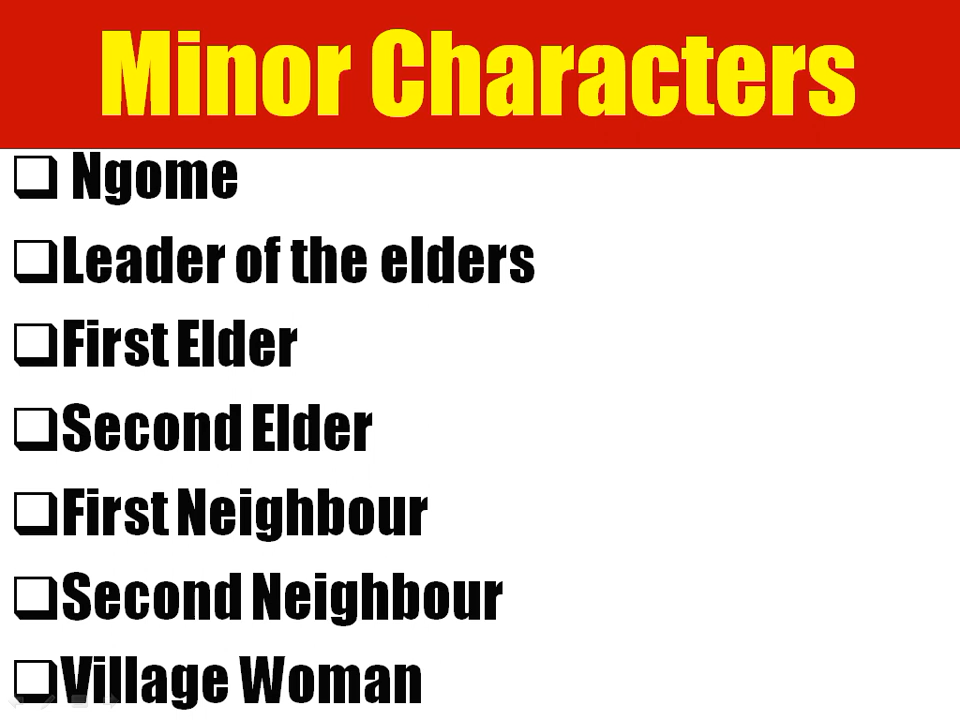 Minor Characters
❑ Ngome
❑Leader of the elders
❑First Elder
❑Second Elder
❑First Neighbour
❑Second Neighbour
❑Village Woman